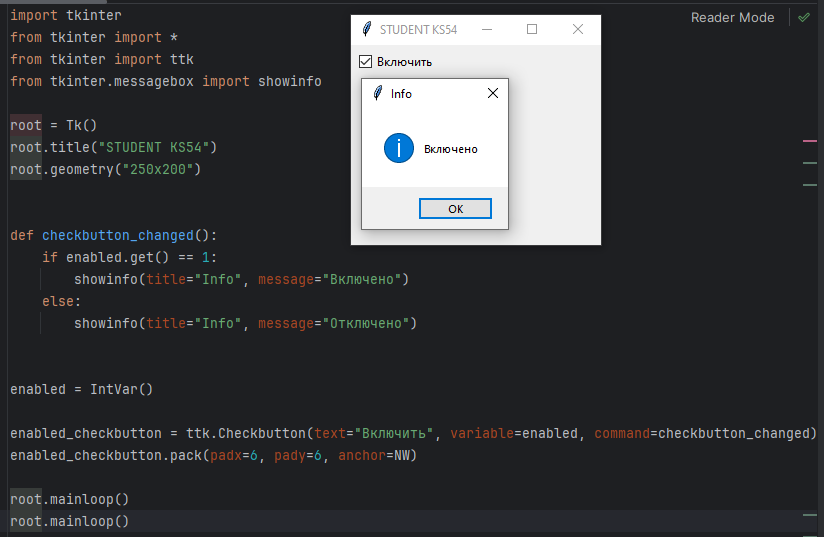 import tkinter
from tkinter import *
from tkinter import ttk
from tkinter.messagebox import showinfo
root = Tk()
root.title("STUDENT KS54")
root.geometry("250x200")
def checkbutton_changed():
    if enabled.get() == 1:
        showinfo(title="Info", message="Включено")
    else:
        showinfo(title="Info", message="Отключено")
enabled = IntVar()
enabled_checkbutton = ttk.Checkbutton(text="Включить", variable=enabled, command=checkbutton_changed)
enabled_checkbutton.pack(padx=6, pady=6, anchor=NW)
root.mainloop()
root.mainloop()
STUDENT KS54
Включить
Info
Включено
OK
Reader Mode